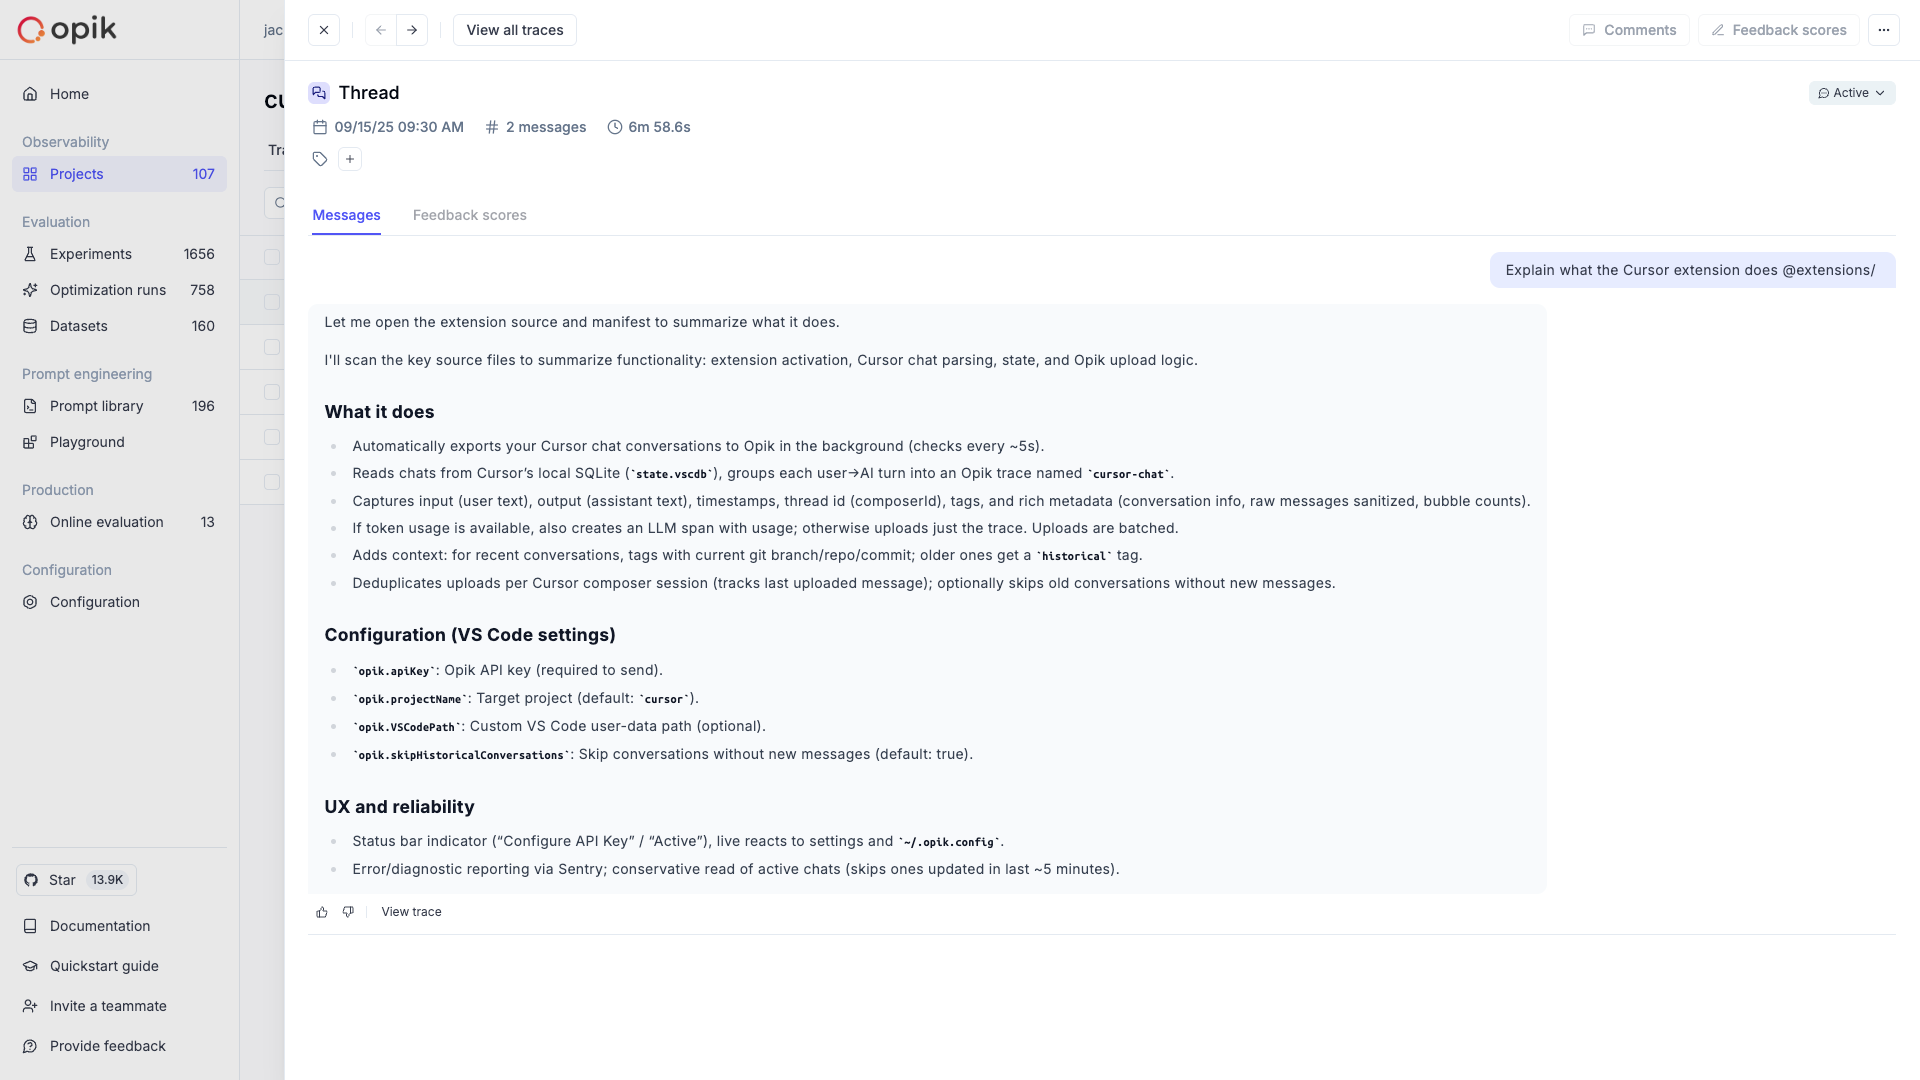 opik
Home
Observability
Projects 107
Evaluation
Experiments 1656
Optimization runs 758
Datasets 160
Prompt engineering
Prompt library 196
Playground
Production
Online evaluation 13
Configuration
Configuration
Star 13.9K
Documentation
Quickstart guide
Invite a teammate
Provide feedback
jac
cu
Tra
View all traces
Comments
Feedback scores
Thread
Active
09/15/25 09:30 AM # 2 messages 6m 58.6s
Messages Feedback scores
Explain what the Cursor extension does @extensions/
Let me open the extension source and manifest to summarize what it does.
I'll scan the key source files to summarize functionality: extension activation, Cursor chat parsing, state, and Opik upload logic.
What it does
• Automatically exports your Cursor chat conversations to Opik in the background (checks every ~5s).
• Reads chats from Cursor’s local SQLite (`state.vscdb`), groups each user→AI turn into an Opik trace named `cursor-chat`.
• Captures input (user text), output (assistant text), timestamps, thread id (composerId), tags, and rich metadata (conversation info, raw messages sanitized, bubble counts).
• If token usage is available, also creates an LLM span with usage; otherwise uploads just the trace. Uploads are batched.
• Adds context: for recent conversations, tags with current git branch/repo/commit; older ones get a `historical` tag.
• Deduplicates uploads per Cursor composer session (tracks last uploaded message); optionally skips old conversations without new messages.
Configuration (VS Code settings)
• `opik.apiKey`: Opik API key (required to send).
• `opik.projectName`: Target project (default: `cursor`).
• `opik.VSCodePath`: Custom VS Code user-data path (optional).
• `opik.skipHistoricalConversations`: Skip conversations without new messages (default: true).
UX and reliability
• Status bar indicator (“Configure API Key” / “Active”), live reacts to settings and `~/.opik.config`.
• Error/diagnostic reporting via Sentry; conservative read of active chats (skips ones updated in last ~5 minutes).
View trace